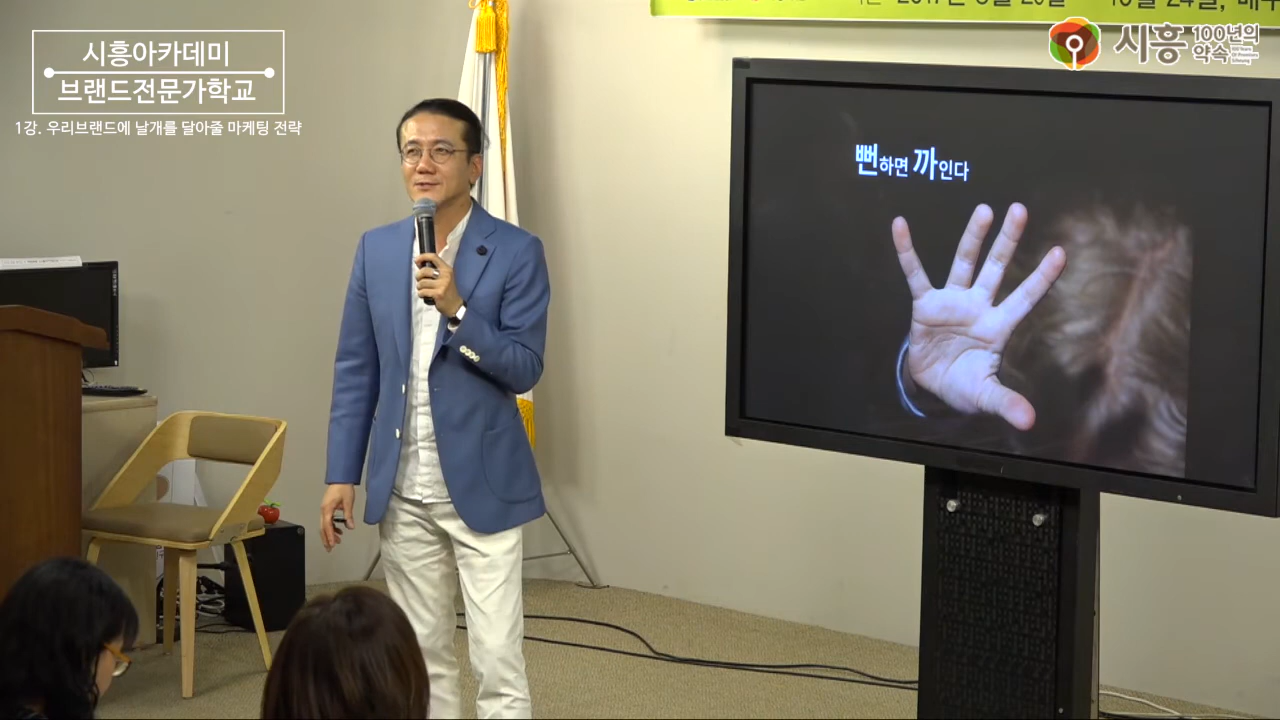 시흥아카데미
브랜드전문가학교
1강. 우리브랜드에 날개를 달아줄 마케팅 전략
시흥 100년의
약속
뻔하면 까인다